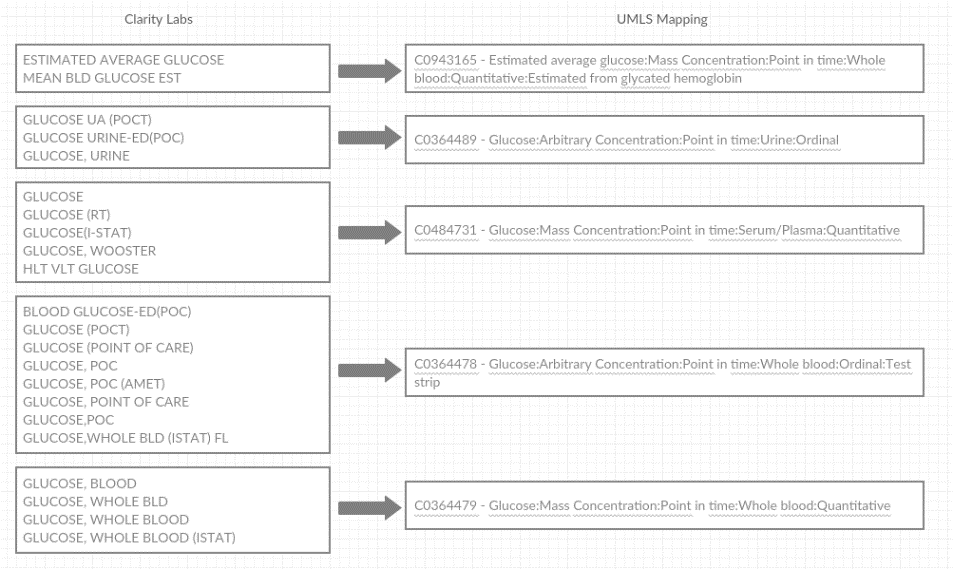 Clarity Labs
UMLS Mapping
ESTIMATED AVERAGE GLUCOSE
MEAN BLD GLUCOSE EST
C0943165 - Estimated average glucose:Mass Concentration:Point in time:Whole
blood:Quantitative:Estimated from glycated hemoglobin
GLUCOSE UA (POCT)
GLUCOSE URINE-ED(POC)
GLUCOSE, URINE
C0364489 - Glucose:Arbitrary Concentration:Point in time:Urine:Ordinal
GLUCOSE
GLUCOSE (RT)
GLUCOSE(I-STAT)
GLUCOSE, WOOSTER
HLT VLT GLUCOSE
C0484731 - Glucose:Mass Concentration:Point in time:Serum/Plasma:Quantitative
BLOOD GLUCOSE-ED(POC)
GLUCOSE (POCT)
GLUCOSE (POINT OF CARE)
GLUCOSE, POC
GLUCOSE, POC (AMET)
GLUCOSE, POINT OF CARE
GLUCOSE,POC
GLUCOSE,WHOLE BLD (ISTAT) FL
C0364478 - Glucose:Arbitrary Concentration:Point in time:Whole blood:Ordinal:Test
strip
GLUCOSE, BLOOD
GLUCOSE, WHOLE BLD
GLUCOSE, WHOLE BLOOD
GLUCOSE, WHOLE BLOOD (ISTAT)
C0364479 - Glucose:Mass Concentration:Point in time:Whole blood:Quantitative